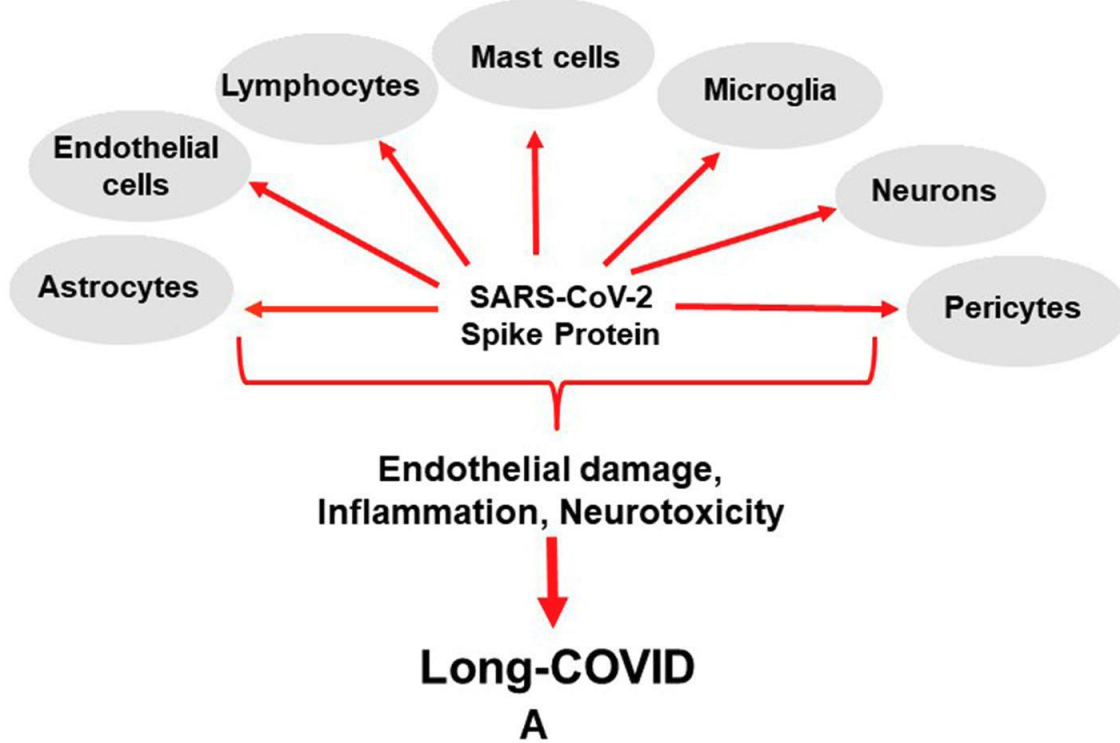 Mast cells
Lymphocytes
Microglia
Endothelial
cells
Neurons
Astrocytes
SARS-CoV-2
Spike Protein
Pericytes
Endothelial damage,
Inflammation, Neurotoxicity
Long-COVID
A